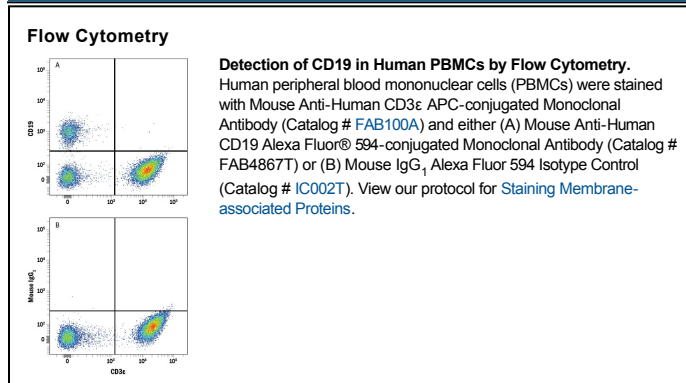 Flow Cytometry
A
10⁵
10⁴
CD19
10³
10²
0
0
10³
10⁴
10⁵
B
10⁵
10⁴
Mouse IgG₁
10³
10²
0
0
10³
10⁴
10⁵
CD3ε
Detection of CD19 in Human PBMCs by Flow Cytometry.
Human peripheral blood mononuclear cells (PBMCs) were stained
with Mouse Anti-Human CD3ε APC-conjugated Monoclonal
Antibody (Catalog # FAB100A) and either (A) Mouse Anti-Human
CD19 Alexa Fluor® 594-conjugated Monoclonal Antibody (Catalog #
FAB4867T) or (B) Mouse IgG₁ Alexa Fluor 594 Isotype Control
(Catalog # IC002T). View our protocol for Staining Membrane-
associated Proteins.